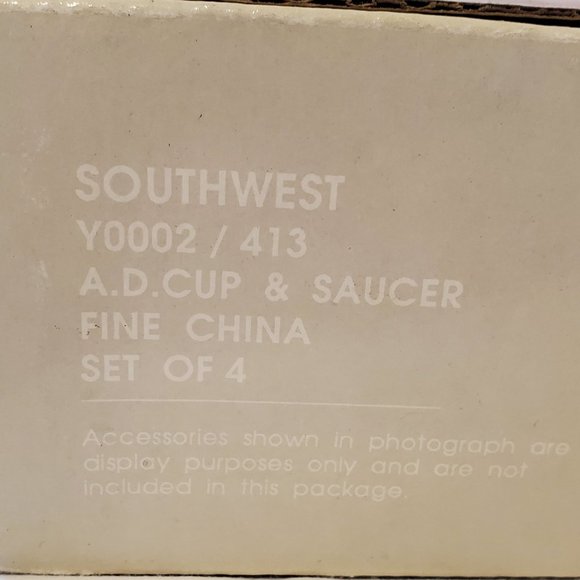 SOUTHWEST
Y0002 / 413
A.D.CUP & SAUCER
FINE CHINA
SET OF 4
Accessories shown in photograph are
display purposes only and are not
included in this package.